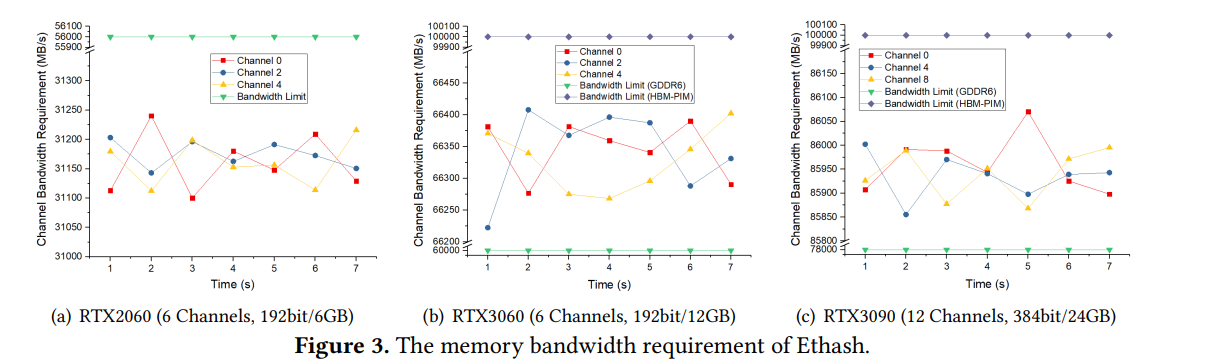 56100
56000
55900
31300
31250
31200
31150
31100
31050
31000
Channel Bandwidth Requirement (MB/s)
Channel 0
Channel 2
Channel 4
Bandwidth Limit
1 2 3 4 5 6 7
Time (s)
(a) RTX2060 (6 Channels, 192bit/6GB)
100100
100000
99900
66450
66400
66350
66300
66250
66200
60000
Channel Bandwidth Requirement (MB/s)
Channel 0
Channel 2
Channel 4
Bandwidth Limit (GDDR6)
Bandwidth Limit (HBM-PIM)
1 2 3 4 5 6 7
Time (s)
(b) RTX3060 (6 Channels, 192bit/12GB)
100100
100000
99900
86150
86100
86050
86000
85900
85850
85800
78000
Channel Bandwidth Requirement (MB/s)
Channel 0
Channel 4
Channel 8
Bandwidth Limit (GDDR6)
Bandwidth Limit (HBM-PIM)
1 2 3 4 5 6 7
Time (s)
(c) RTX3090 (12 Channels, 384bit/24GB)
Figure 3. The memory bandwidth requirement of Ethash.